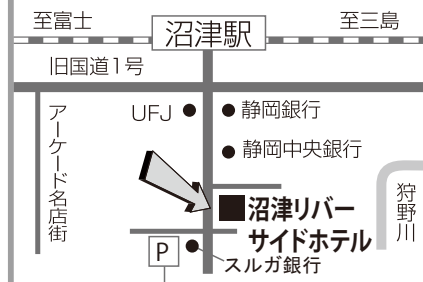 至富士
沼津駅
至三島
旧国道1号
UFJ
静岡銀行
静岡中央銀行
アーケード名店街
沼津リバー
サイドホテル
狩野川
P
スルガ銀行